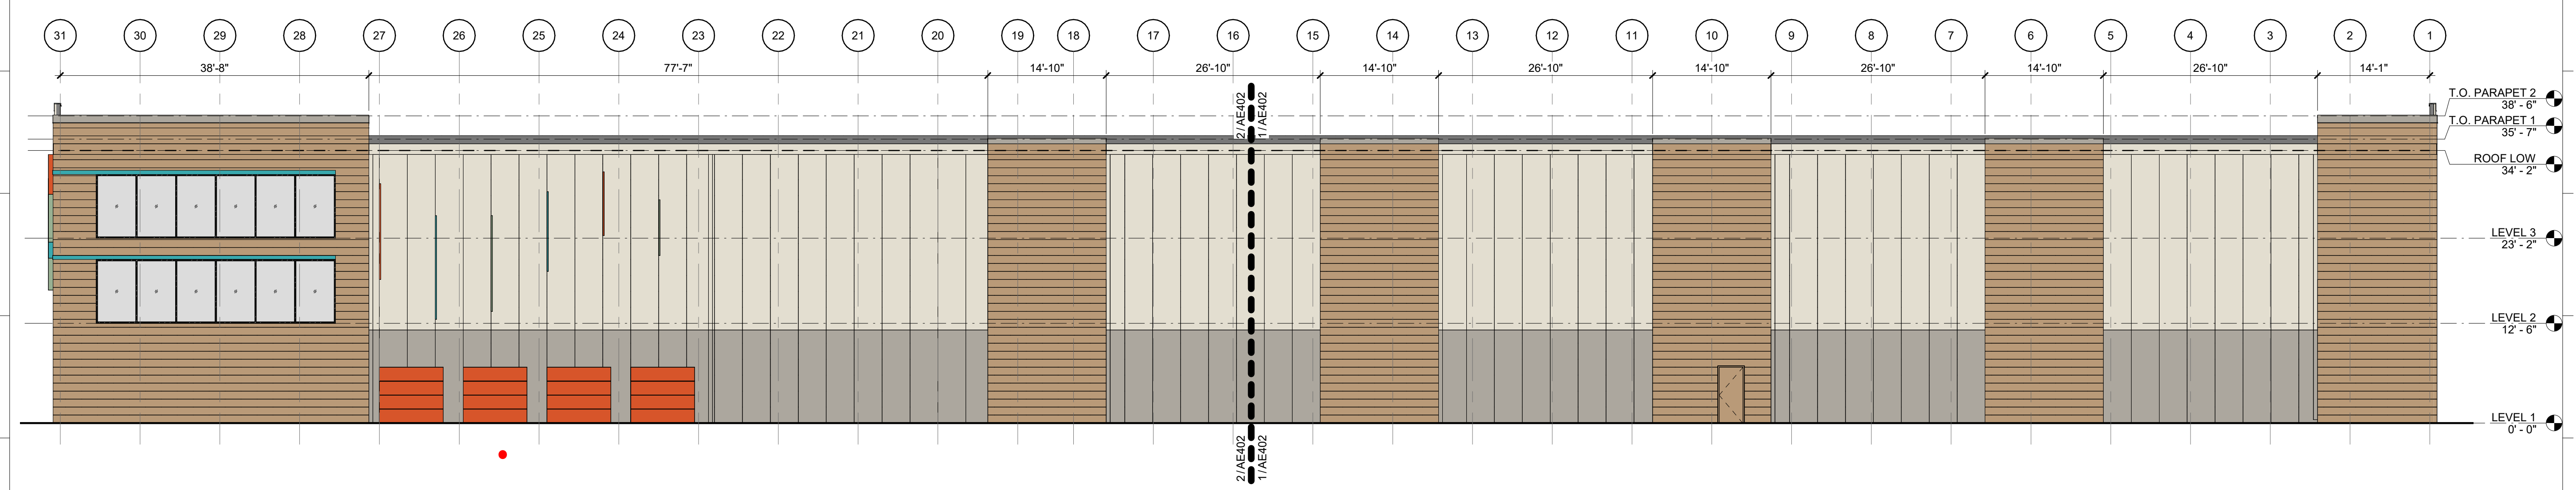 31 30 29 28 27 26 25 24 23 22 21 20 19 18 17 16 15 14 13 12 11 10 9 8 7 6 5 4 3 2 1
38'-8" 77'-7" 14'-10" 26'-10" 14'-10" 26'-10" 14'-10" 26'-10" 14'-10" 26'-10" 14'-1"
2 / AE402
1 / AE402
T.O. PARAPET 2
38' - 6"
T.O. PARAPET 1
35' - 7"
ROOF LOW
34' - 2"
LEVEL 3
23' - 2"
LEVEL 2
12' - 6"
LEVEL 1
0' - 0"
2 / AE402
1 / AE402